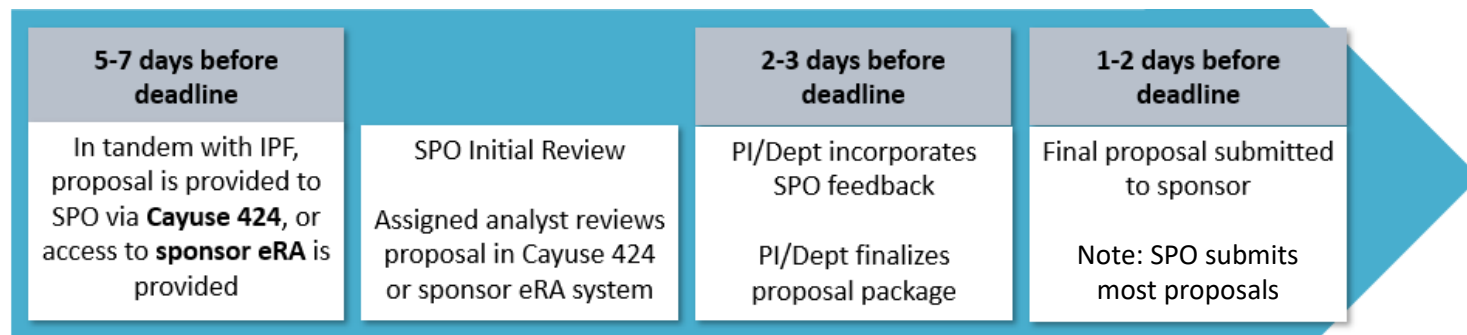 5-7 days before
deadline
In tandem with IPF,
proposal is provided to
SPO via Cayuse 424, or
access to sponsor eRA is
provided
SPO Initial Review
Assigned analyst reviews
proposal in Cayuse 424
or sponsor eRA system
2-3 days before
deadline
PI/Dept incorporates
SPO feedback
PI/Dept finalizes
proposal package
1-2 days before
deadline
Final proposal submitted
to sponsor
Note: SPO submits
most proposals